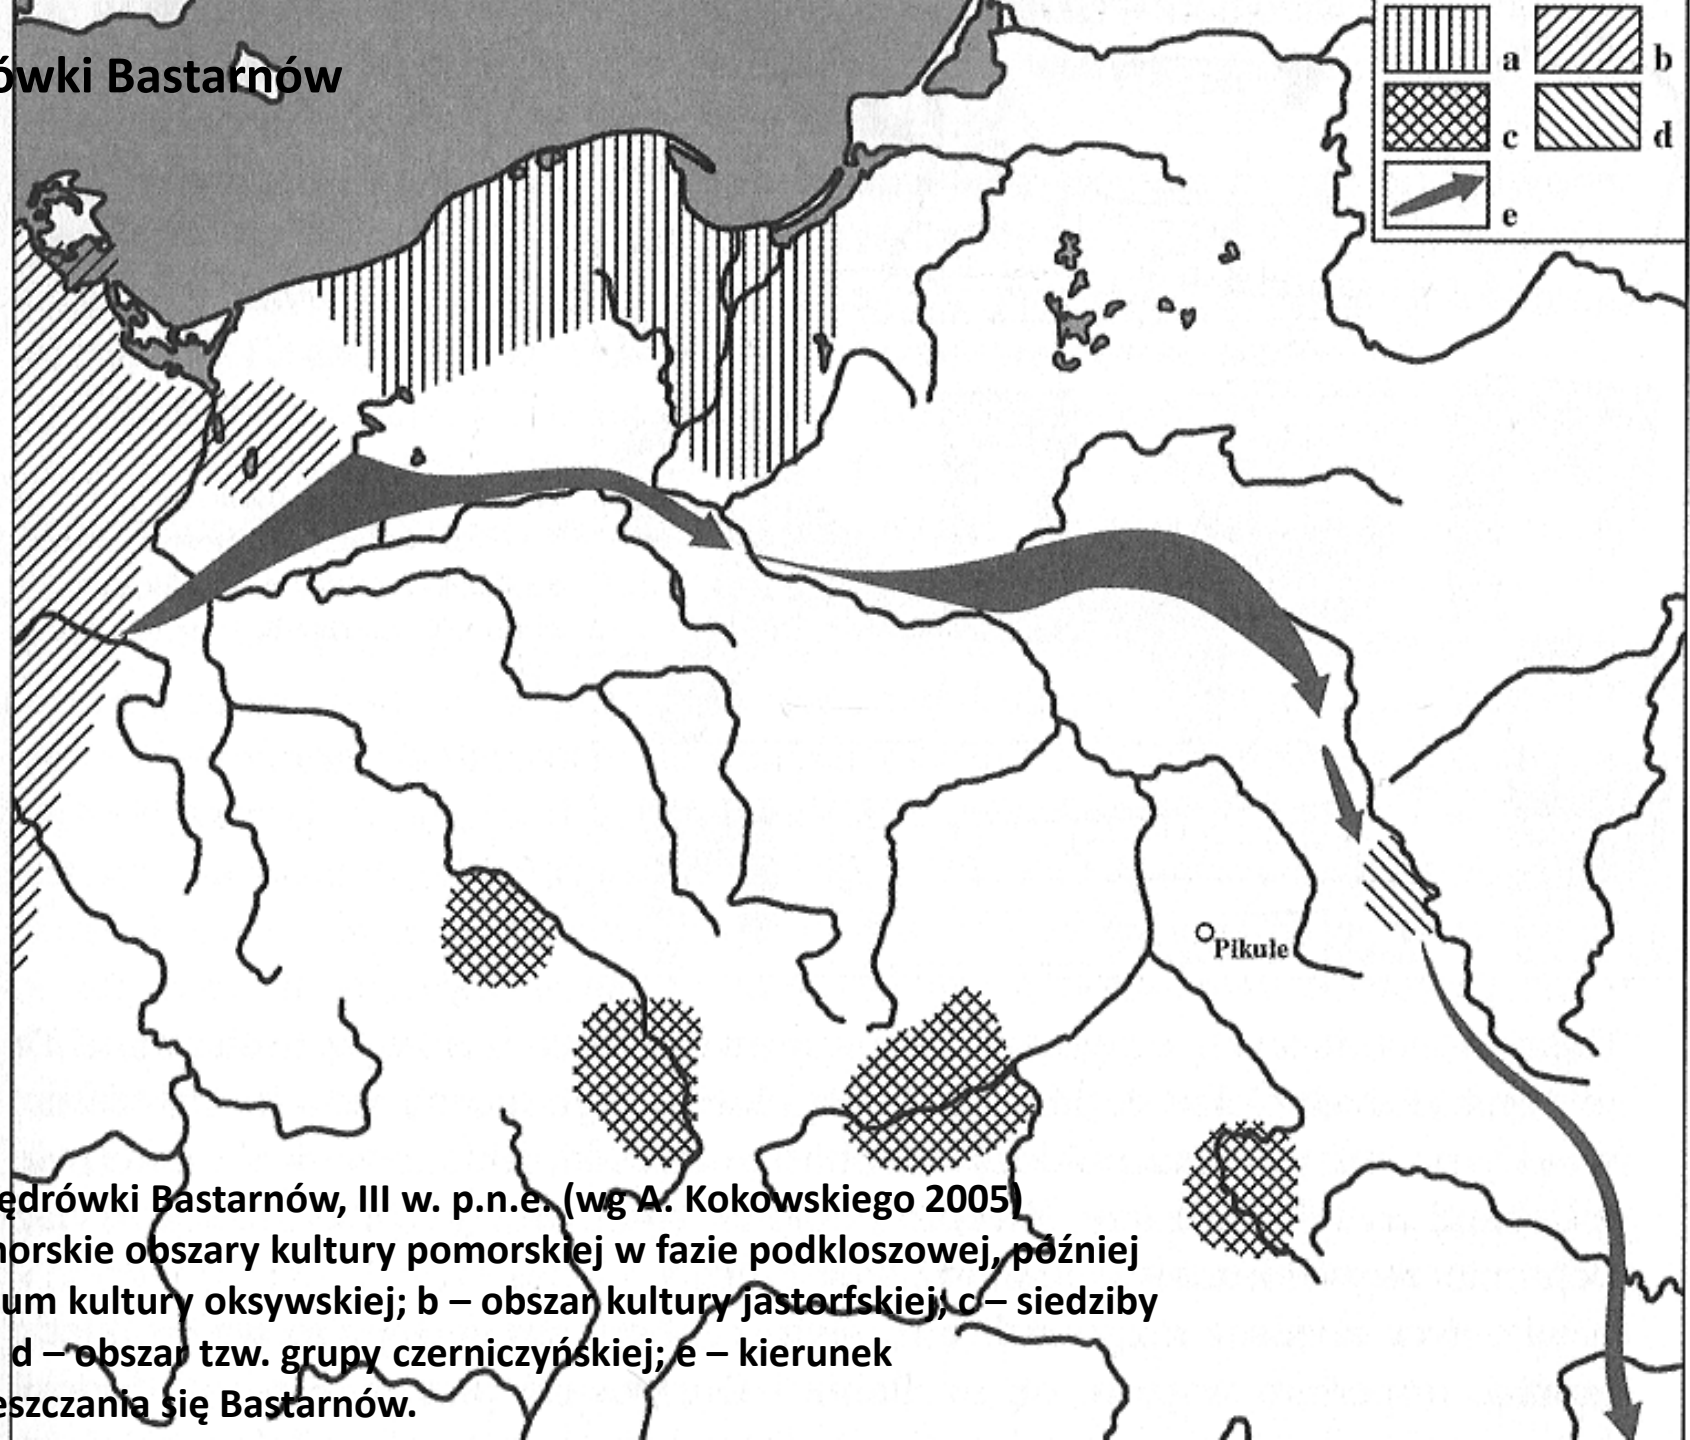 ówki Bastarnów
a
b
c
d
e
Pikule
ędrówki Bastarnów, III w. p.n.e. (wg A. Kokowskiego 2005)
morskie obszary kultury pomorskiej w fazie podkloszowej, później
um kultury oksywskiej; b – obszar kultury jastorfskiej; c – siedziby
d – obszar tzw. grupy czerniczyńskiej; e – kierunek
eszczania się Bastarnów.